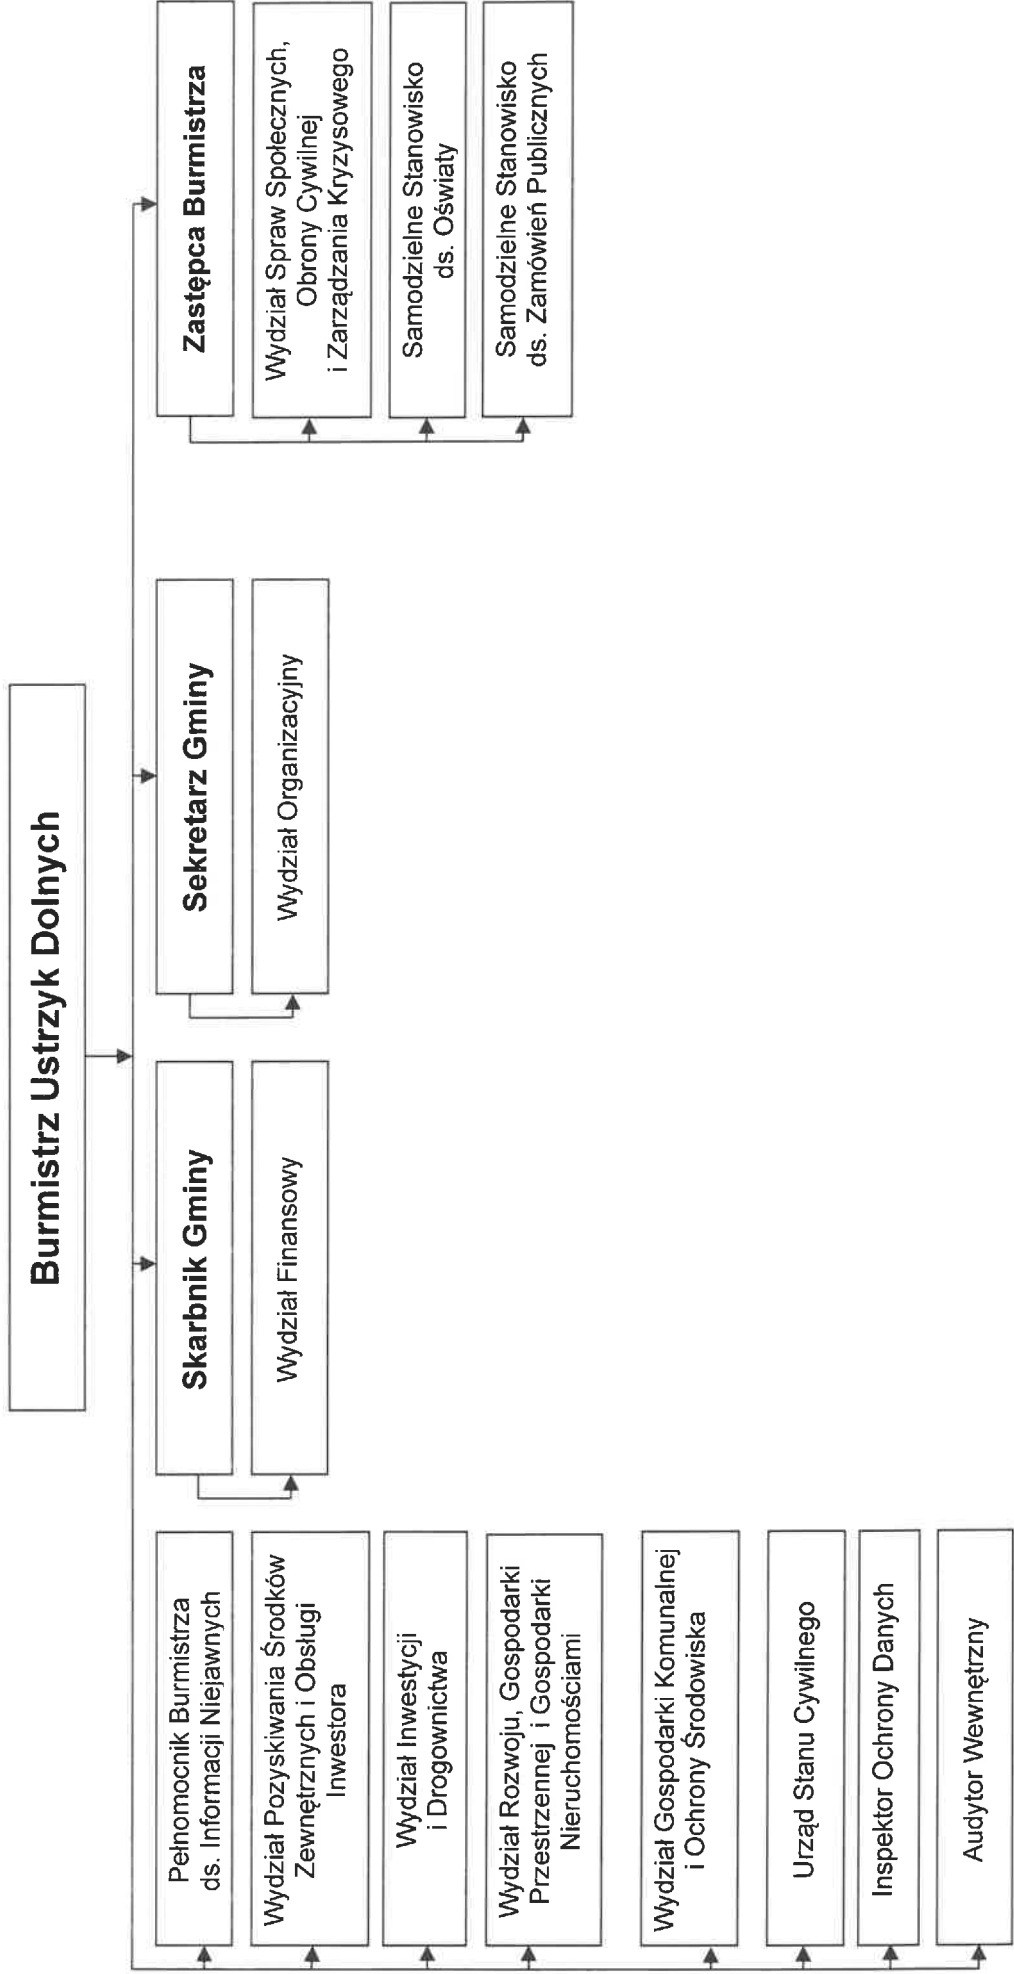 Burmistrz Ustrzyk Dolnych
Pełnomocnik Burmistrza
ds. Informacji Niejawnych
Wydział Pozyskiwania Środków
Zewnętrznych i Obsługi
Inwestora
Wydział Inwestycji
i Drogownictwa
Wydział Rozwoju, Gospodarki
Przestrzennej i Gospodarki
Nieruchomościami
Wydział Gospodarki Komunalnej
i Ochrony Środowiska
Urząd Stanu Cywilnego
Inspektor Ochrony Danych
Audytor Wewnętrzny
Skarbnik Gminy
Wydział Finansowy
Sekretarz Gminy
Wydział Organizacyjny
Zastępca Burmistrza
Wydział Spraw Społecznych,
Obrony Cywilnej
i Zarządzania Kryzysowego
Samodzielne Stanowisko
ds. Oświaty
Samodzielne Stanowisko
ds. Zamówień Publicznych